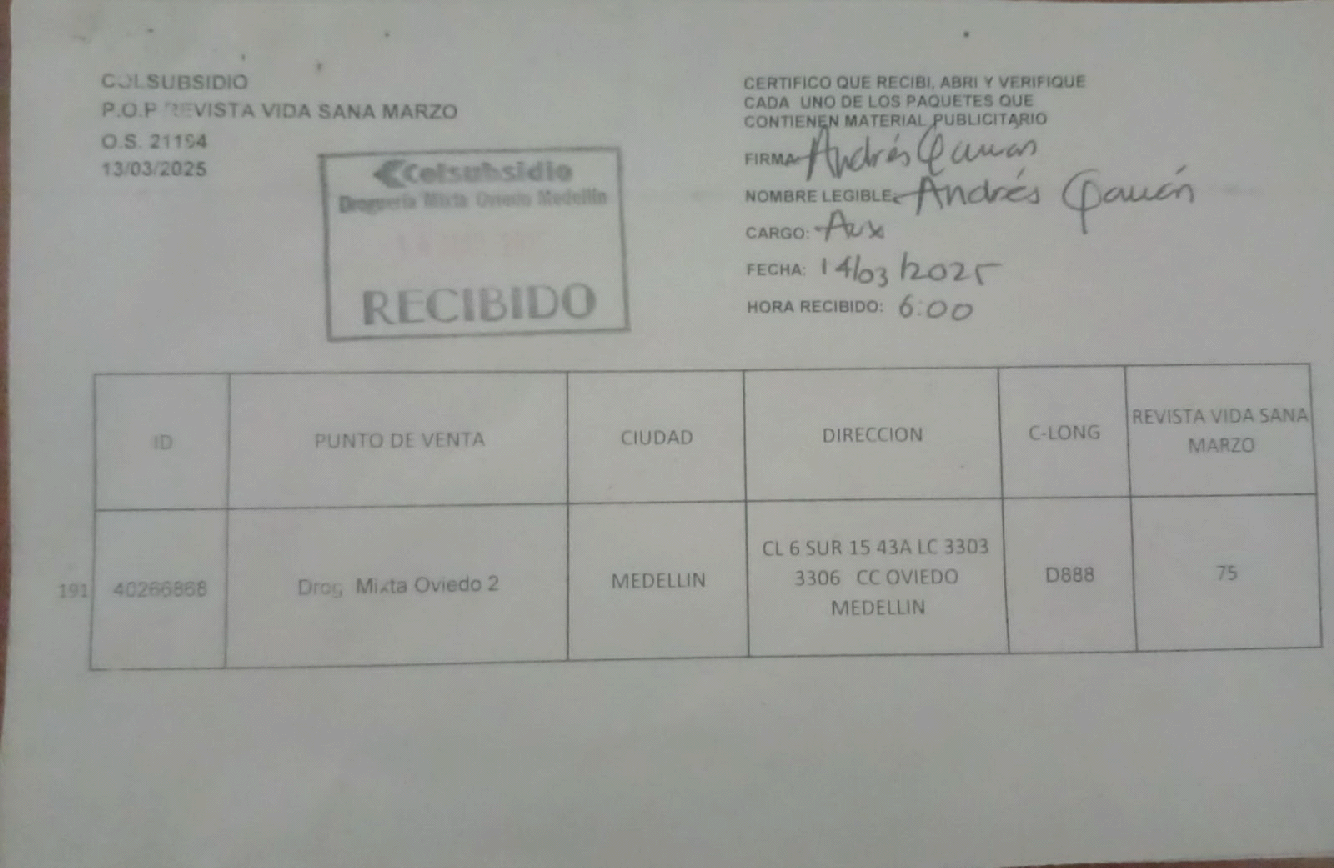 COLSUBSIDIO
P.O.P REVISTA VIDA SANA MARZO
O.S. 21194
13/03/2025
Colsubsidio
Droguería Mixta Oviedo Medellín
RECIBIDO
CERTIFICO QUE RECIBI, ABRI Y VERIFIQUE
CADA UNO DE LOS PAQUETES QUE
CONTIENEN MATERIAL PUBLICITARIO
FIRMA Andrés
NOMBRE LEGIBLE: Andrés
CARGO: Aux
FECHA: 14/03/2025
HORA RECIBIDO: 6:00
ID PUNTO DE VENTA CIUDAD DIRECCION C-LONG REVISTA VIDA SANA
MARZO
191 40266868 Drog Mixta Oviedo 2 MEDELLIN CL 6 SUR 15 43A LC 3303
3306 CC OVIEDO
MEDELLIN
D888 75